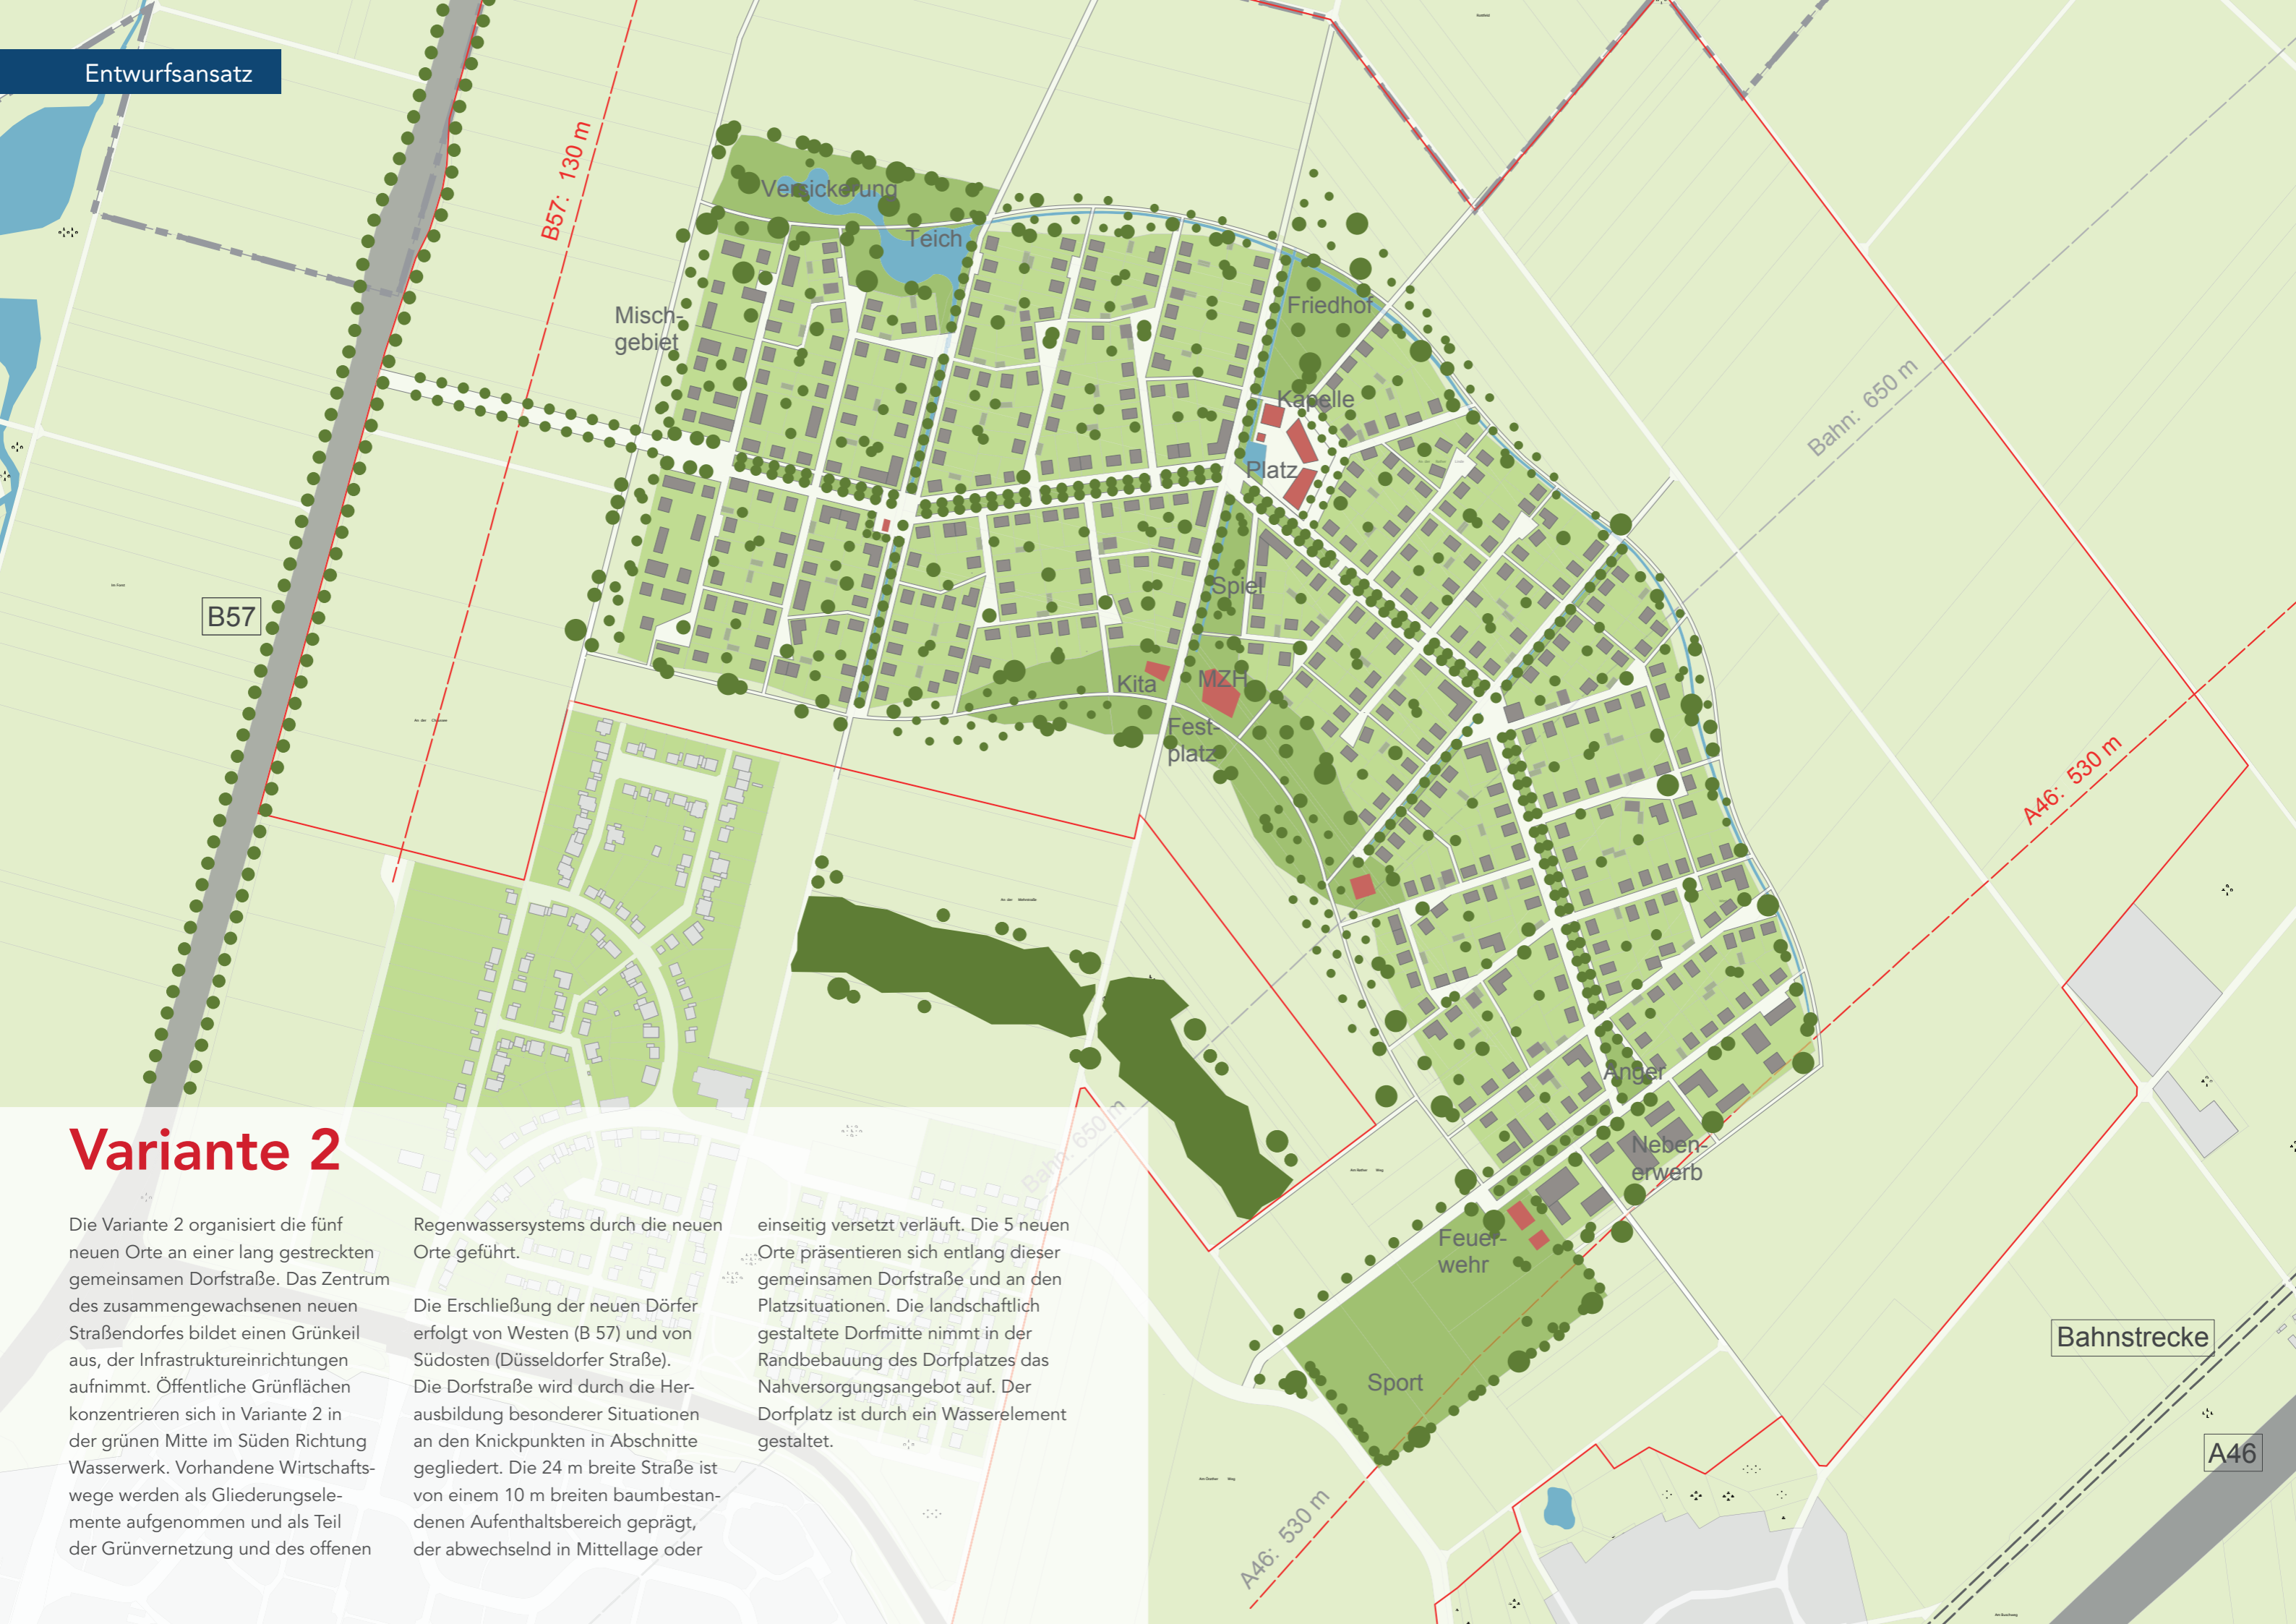 Entwurfsansatz
B57: 130 m
Versickerung
Teich
Misch-
gebiet
Friedhof
Kapelle
Platz
Bahn: 650 m
B57
Spiel
Kita
MZH
Fest-
platz
A46: 530 m
Anger
Neben-
erwerb
Feuer-
wehr
Sport
Bahnstrecke
A46
A46: 530 m
Bahn: 650 m
Variante 2
Die Variante 2 organisiert die fünf
neuen Orte an einer lang gestreckten
gemeinsamen Dorfstraße. Das Zentrum
des zusammengewachsenen neuen
Straßendorfes bildet einen Grünkeil
aus, der Infrastruktureinrichtungen
aufnimmt. Öffentliche Grünflächen
konzentrieren sich in Variante 2 in
der grünen Mitte im Süden Richtung
Wasserwerk. Vorhandene Wirtschafts-
wege werden als Gliederungsele-
mente aufgenommen und als Teil
der Grünvernetzung und des offenen
Regenwassersystems durch die neuen
Orte geführt.
Die Erschließung der neuen Dörfer
erfolgt von Westen (B 57) und von
Südosten (Düsseldorfer Straße).
Die Dorfstraße wird durch die Her-
ausbildung besonderer Situationen
an den Knickpunkten in Abschnitte
gegliedert. Die 24 m breite Straße ist
von einem 10 m breiten baumbestan-
denen Aufenthaltsbereich geprägt,
der abwechselnd in Mittellage oder
einseitig versetzt verläuft. Die 5 neuen
Orte präsentieren sich entlang dieser
gemeinsamen Dorfstraße und an den
Platzsituationen. Die landschaftlich
gestaltete Dorfmitte nimmt in der
Randbebauung des Dorfplatzes das
Nahversorgungsangebot auf. Der
Dorfplatz ist durch ein Wasserelement
gestaltet.